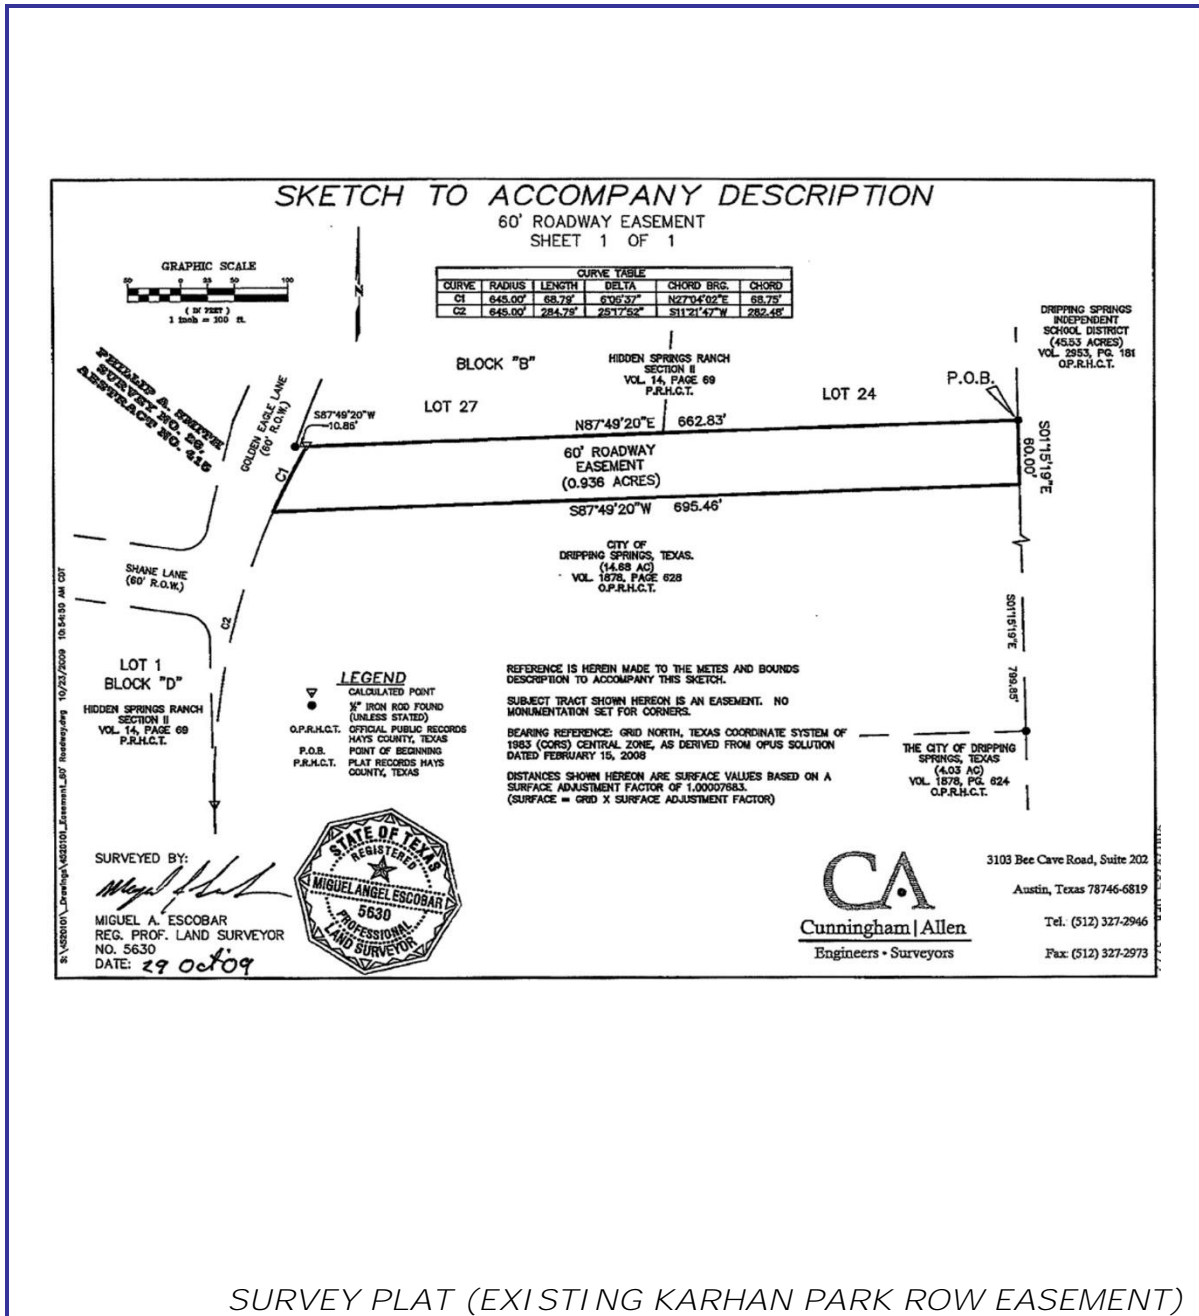 SKETCH TO ACCOMPANY DESCRIPTION
60' ROADWAY EASEMENT
SHEET 1 OF 1
GRAPHIC SCALE
50 0 25 50 100
( IN FEET )
1 inch = 100 ft.
N
CURVE TABLE
CURVE RADIUS LENGTH DELTA CHORD BRG. CHORD
C1 645.00' 68.79' 6°06'37" N27°04'02"E 68.75'
C2 645.00' 284.79' 25°17'52" S11°21'47"W 282.48'
DRIPPING SPRINGS
INDEPENDENT
SCHOOL DISTRICT
(45.53 ACRES)
VOL. 2953, PG. 181
O.P.R.H.C.T.
PHILLIP A. SMITH
SURVEY NO. 26,
ABSTRACT NO. 415
BLOCK "B"
HIDDEN SPRINGS RANCH
SECTION II
VOL. 14, PAGE 69
P.R.H.C.T.
P.O.B.
LOT 27
LOT 24
GOLDEN EAGLE LANE
(60' R.O.W.)
S87°49'20"W
10.86'
N87°49'20"E 662.83'
S01°15'19"E
60.00'
C1
60' ROADWAY
EASEMENT
(0.936 ACRES)
S87°49'20"W 695.46'
CITY OF
DRIPPING SPRINGS, TEXAS.
(14.68 AC)
VOL. 1878, PAGE 628
O.P.R.H.C.T.
SHANE LANE
(60' R.O.W.)
C2
S01°15'19"E 799.85'
LOT 1
BLOCK "D"
HIDDEN SPRINGS RANCH
SECTION II
VOL. 14, PAGE 69
P.R.H.C.T.
LEGEND
CALCULATED POINT
½" IRON ROD FOUND
(UNLESS STATED)
O.P.R.H.C.T. OFFICIAL PUBLIC RECORDS
HAYS COUNTY, TEXAS
P.O.B. POINT OF BEGINNING
P.R.H.C.T. PLAT RECORDS HAYS
COUNTY, TEXAS
REFERENCE IS HEREIN MADE TO THE METES AND BOUNDS
DESCRIPTION TO ACCOMPANY THIS SKETCH.
SUBJECT TRACT SHOWN HEREON IS AN EASEMENT. NO
MONUMENTATION SET FOR CORNERS.
BEARING REFERENCE: GRID NORTH, TEXAS COORDINATE SYSTEM OF
1983 (CORS) CENTRAL ZONE, AS DERIVED FROM OPUS SOLUTION
DATED FEBRUARY 15, 2008
DISTANCES SHOWN HEREON ARE SURFACE VALUES BASED ON A
SURFACE ADJUSTMENT FACTOR OF 1.00007683.
(SURFACE = GRID X SURFACE ADJUSTMENT FACTOR)
THE CITY OF DRIPPING
SPRINGS, TEXAS
(4.03 AC)
VOL. 1878, PG. 624
O.P.R.H.C.T.
S:\4520101\_Drawings\4520101_Easement_60' Roadway.dwg 10/23/2009 10:54:50 AM CDT
SURVEYED BY:
MIGUEL A. ESCOBAR
REG. PROF. LAND SURVEYOR
NO. 5630
DATE: 29 Oct '09
STATE OF TEXAS
REGISTERED
MIGUEL ANGEL ESCOBAR
5630
PROFESSIONAL
LAND SURVEYOR
CA
Cunningham|Allen
Engineers • Surveyors
3103 Bee Cave Road, Suite 202
Austin, Texas 78746-6819
Tel. (512) 327-2946
Fax: (512) 327-2973
SURVEY PLAT (EXISTING KARHAN PARK ROW EASEMENT)